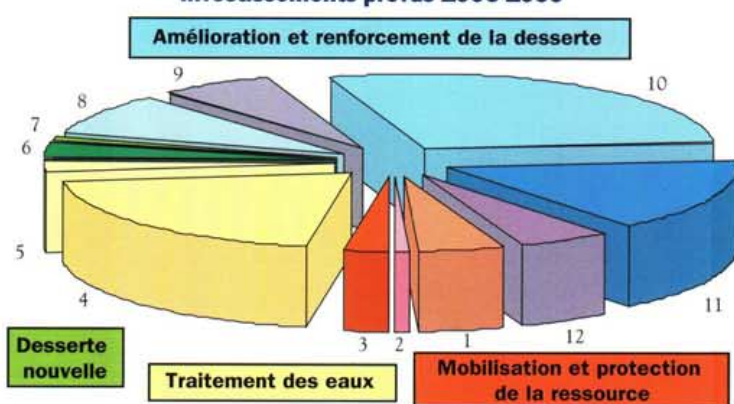 Amélioration et renforcement de la desserte
9
10
8
7
6
5
4
3
2
1
12
11
Desserte
nouvelle
Traitement des eaux
Mobilisation et protection
de la ressource